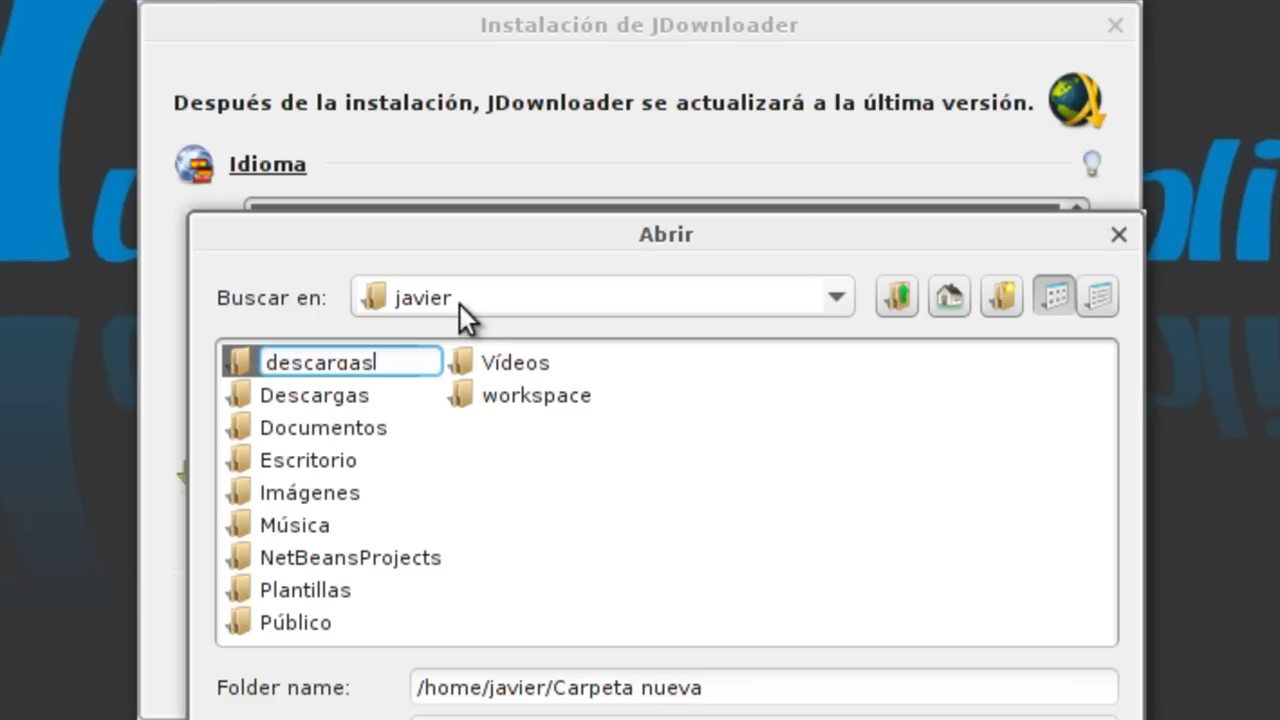 Instalación de JDownloader
Después de la instalación, JDownloader se actualizará a la última versión.
Idioma
Abrir
Buscar en: javier
descargas
Descargas
Documentos
Escritorio
Imágenes
Música
NetBeansProjects
Plantillas
Público
Vídeos
workspace
Folder name: /home/javier/Carpeta nueva